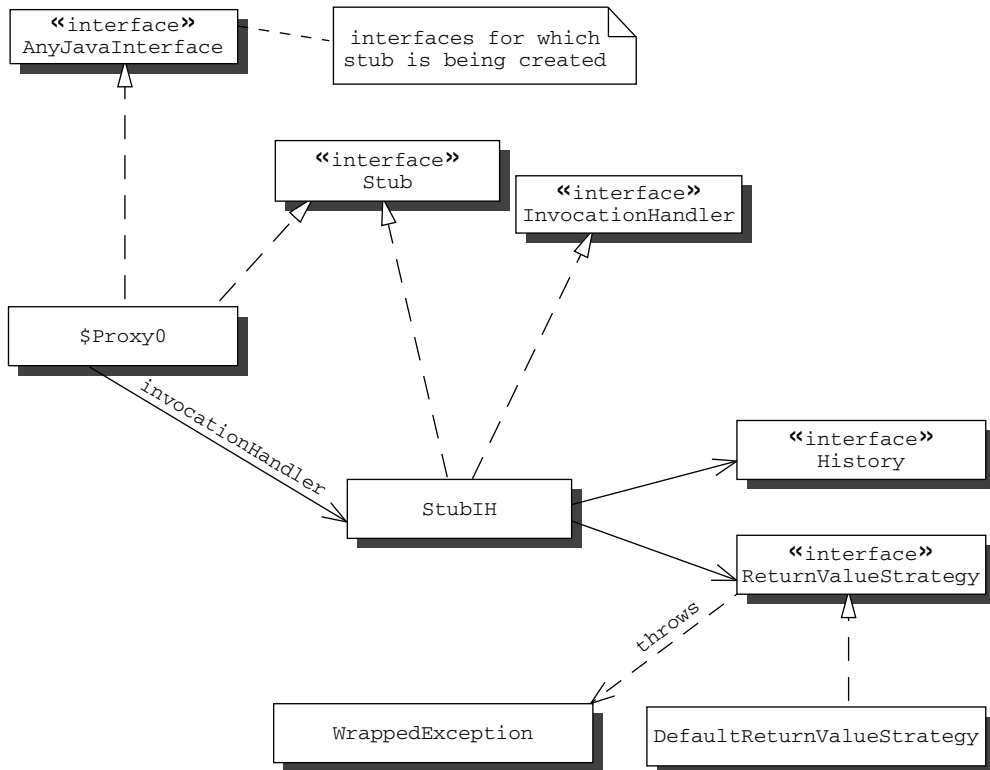 «interface»
AnyJavaInterface
interfaces for which
stub is being created
«interface»
Stub
«interface»
InvocationHandler
$Proxy0
invocationHandler
«interface»
History
StubIH
«interface»
ReturnValueStrategy
throws
WrappedException
DefaultReturnValueStrategy